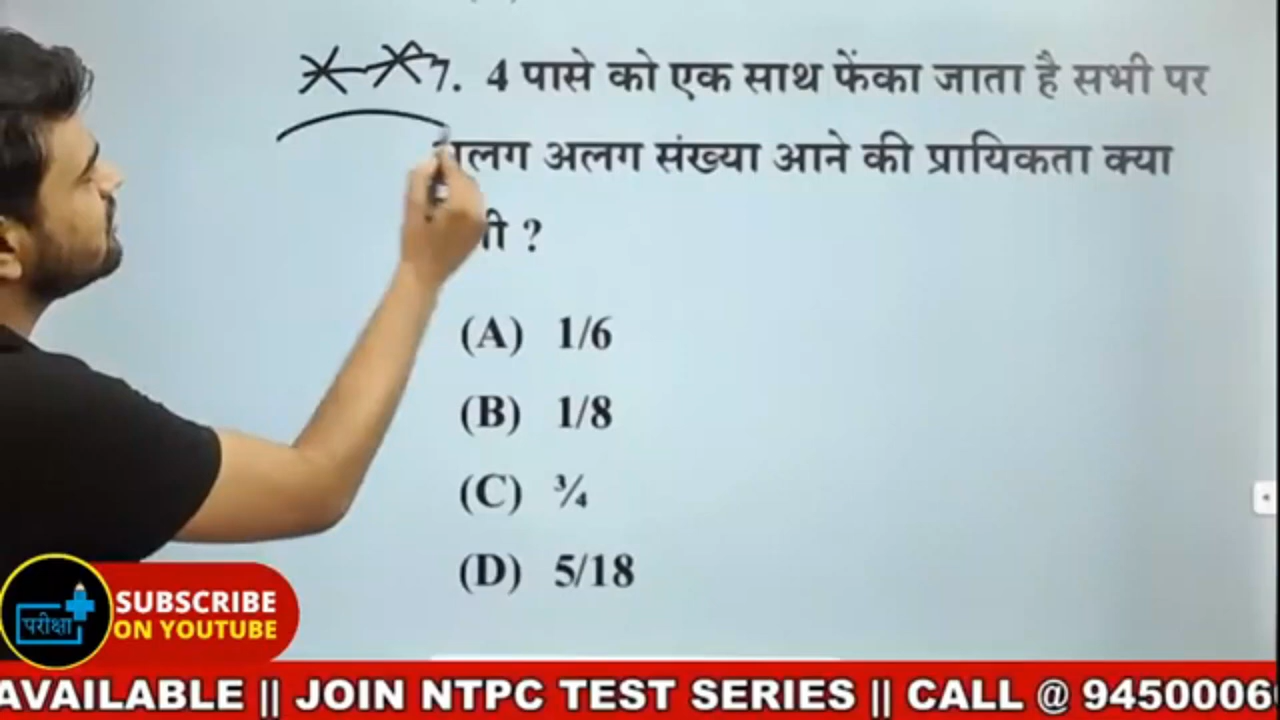 7. 4 पासे को एक साथ फेंका जाता है सभी पर
अलग संख्या आने की प्रायिकता क्या
?
(A) 1/6
(B) 1/8
(C) ¾
(D) 5/18
परीक्षा
SUBSCRIBE
ON YOUTUBE
AVAILABLE || JOIN NTPC TEST SERIES || CALL @ 9450006